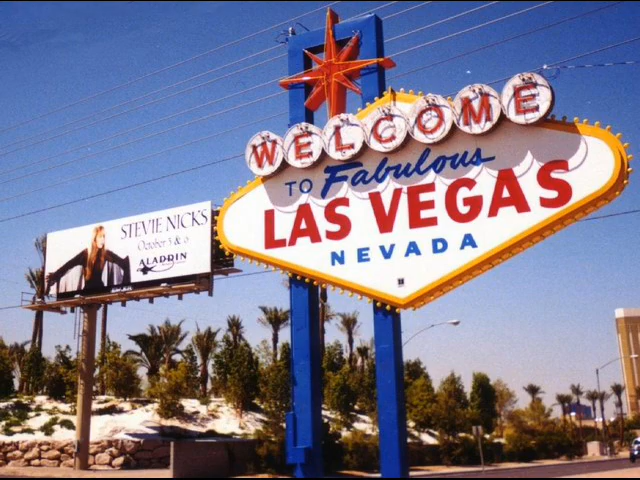 WELCOME
TO Fabulous
LAS VEGAS
NEVADA
STEVIE NICKS
October 5 & 6
ALADDIN